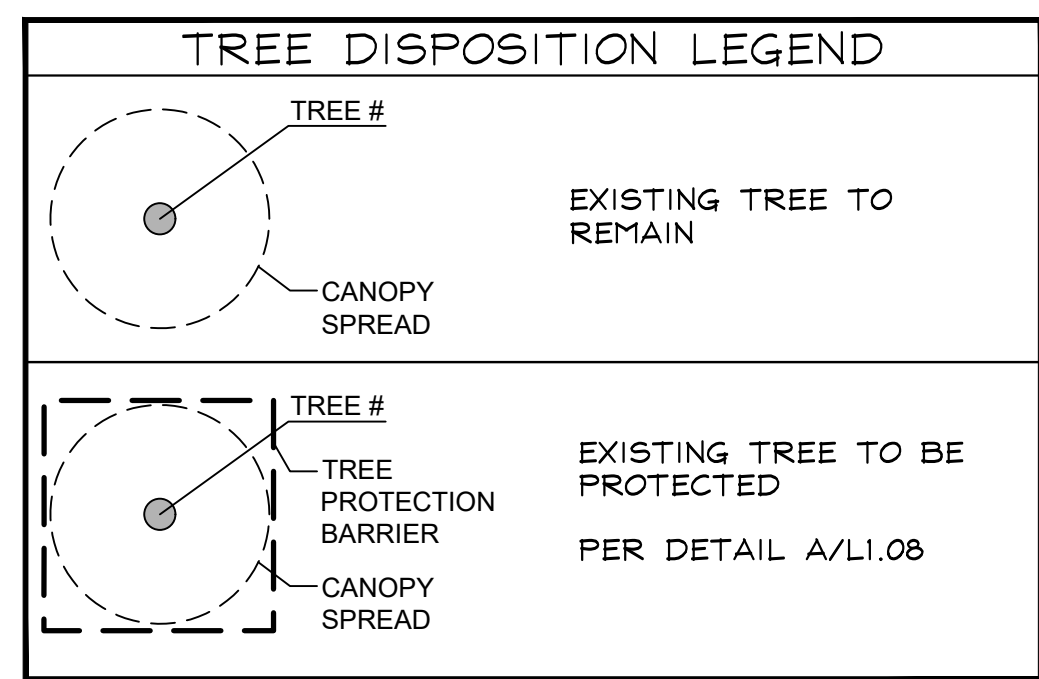 TREE DISPOSITION LEGEND
TREE #
CANOPY
SPREAD
EXISTING TREE TO
REMAIN
TREE #
TREE
PROTECTION
BARRIER
CANOPY
SPREAD
EXISTING TREE TO BE
PROTECTED
PER DETAIL A/L1.08